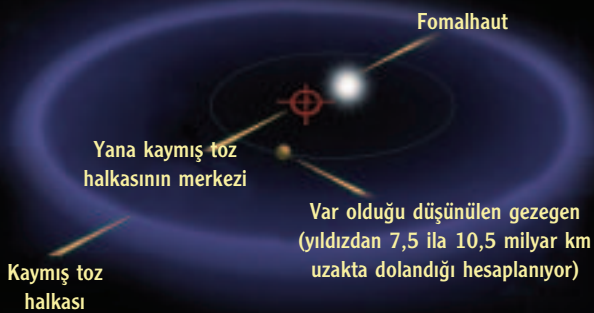 Fomalhaut
Yana kaymış toz
halkasının merkezi
Var olduğu düşünülen gezegen
(yıldızdan 7,5 ila 10,5 milyar km
uzakta dolandığı hesaplanıyor)
Kaymış toz
halkası